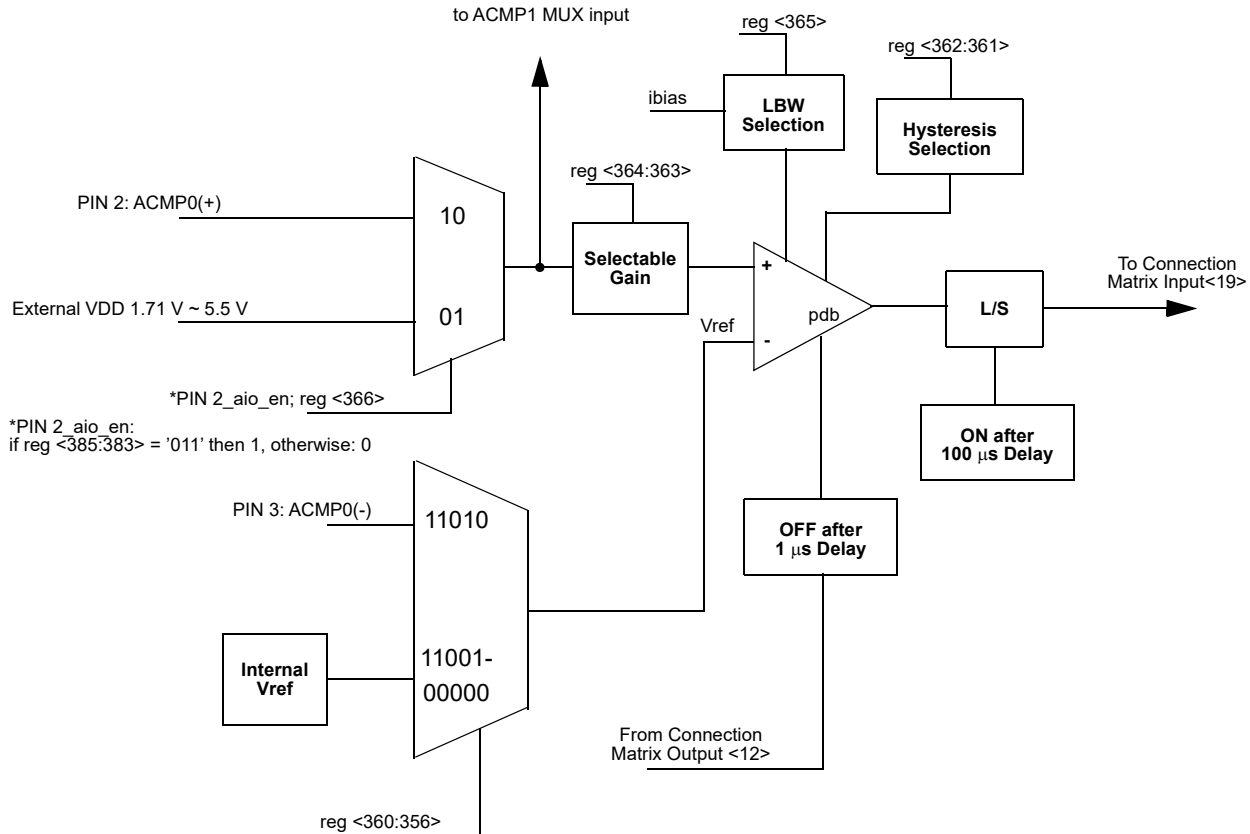 to ACMP1 MUX input
reg <365>
reg <362:361>
ibias
LBW
Selection
Hysteresis
Selection
reg <364:363>
PIN 2: ACMP0(+)
10
Selectable
Gain
+
To Connection
Matrix Input<19>
External VDD 1.71 V ~ 5.5 V
01
Vref
pdb
-
L/S
*PIN 2_aio_en; reg <366>
*PIN 2_aio_en:
if reg <385:383> = '011' then 1, otherwise: 0
ON after
100 μs Delay
PIN 3: ACMP0(-)
11010
OFF after
1 μs Delay
Internal
Vref
11001-
00000
From Connection
Matrix Output <12>
reg <360:356>